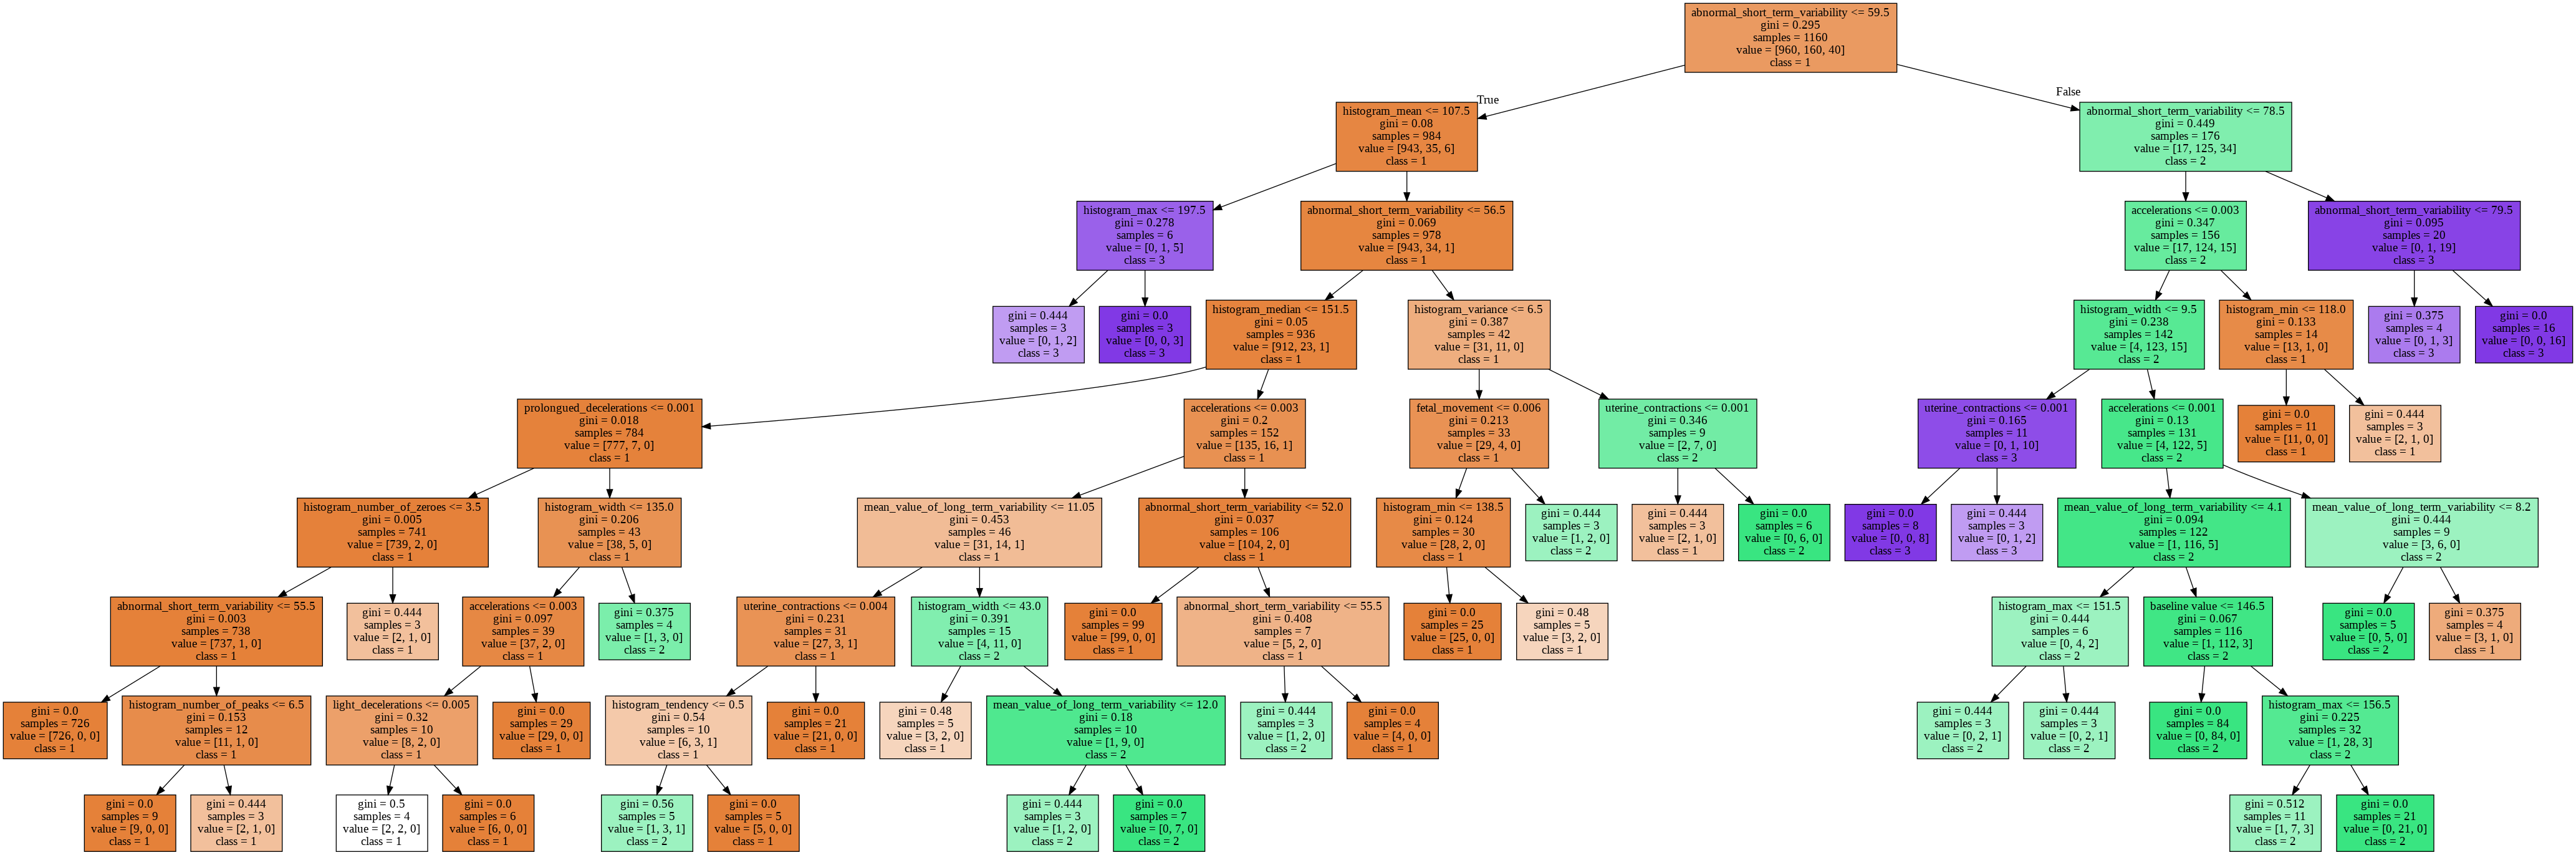 abnormal_short_term_variability <= 59.5
gini = 0.295
samples = 1160
value = [960, 160, 40]
class = 1
True
False
histogram_mean <= 107.5
gini = 0.08
samples = 984
value = [943, 35, 6]
class = 1
abnormal_short_term_variability <= 78.5
gini = 0.449
samples = 176
value = [17, 125, 34]
class = 2
histogram_max <= 197.5
gini = 0.278
samples = 6
value = [0, 1, 5]
class = 3
abnormal_short_term_variability <= 56.5
gini = 0.069
samples = 978
value = [943, 34, 1]
class = 1
accelerations <= 0.003
gini = 0.347
samples = 156
value = [17, 124, 15]
class = 2
abnormal_short_term_variability <= 79.5
gini = 0.095
samples = 20
value = [0, 1, 19]
class = 3
gini = 0.444
samples = 3
value = [0, 1, 2]
class = 3
gini = 0.0
samples = 3
value = [0, 0, 3]
class = 3
histogram_median <= 151.5
gini = 0.05
samples = 936
value = [912, 23, 1]
class = 1
histogram_variance <= 6.5
gini = 0.387
samples = 42
value = [31, 11, 0]
class = 1
histogram_width <= 9.5
gini = 0.238
samples = 142
value = [4, 123, 15]
class = 2
histogram_min <= 118.0
gini = 0.133
samples = 14
value = [13, 1, 0]
class = 1
gini = 0.375
samples = 4
value = [0, 1, 3]
class = 3
gini = 0.0
samples = 16
value = [0, 0, 16]
class = 3
prolongued_decelerations <= 0.001
gini = 0.018
samples = 784
value = [777, 7, 0]
class = 1
accelerations <= 0.003
gini = 0.2
samples = 152
value = [135, 16, 1]
class = 1
fetal_movement <= 0.006
gini = 0.213
samples = 33
value = [29, 4, 0]
class = 1
uterine_contractions <= 0.001
gini = 0.346
samples = 9
value = [2, 7, 0]
class = 2
uterine_contractions <= 0.001
gini = 0.165
samples = 11
value = [0, 1, 10]
class = 3
accelerations <= 0.001
gini = 0.13
samples = 131
value = [4, 122, 5]
class = 2
gini = 0.0
samples = 11
value = [11, 0, 0]
class = 1
gini = 0.444
samples = 3
value = [2, 1, 0]
class = 1
histogram_number_of_zeroes <= 3.5
gini = 0.005
samples = 741
value = [739, 2, 0]
class = 1
histogram_width <= 135.0
gini = 0.206
samples = 43
value = [38, 5, 0]
class = 1
mean_value_of_long_term_variability <= 11.05
gini = 0.453
samples = 46
value = [31, 14, 1]
class = 1
abnormal_short_term_variability <= 52.0
gini = 0.037
samples = 106
value = [104, 2, 0]
class = 1
histogram_min <= 138.5
gini = 0.124
samples = 30
value = [28, 2, 0]
class = 1
gini = 0.444
samples = 3
value = [1, 2, 0]
class = 2
gini = 0.444
samples = 3
value = [2, 1, 0]
class = 1
gini = 0.0
samples = 6
value = [0, 6, 0]
class = 2
gini = 0.0
samples = 8
value = [0, 0, 8]
class = 3
gini = 0.444
samples = 3
value = [0, 1, 2]
class = 3
mean_value_of_long_term_variability <= 4.1
gini = 0.094
samples = 122
value = [1, 116, 5]
class = 2
mean_value_of_long_term_variability <= 8.2
gini = 0.444
samples = 9
value = [3, 6, 0]
class = 2
abnormal_short_term_variability <= 55.5
gini = 0.003
samples = 738
value = [737, 1, 0]
class = 1
gini = 0.444
samples = 3
value = [2, 1, 0]
class = 1
accelerations <= 0.003
gini = 0.097
samples = 39
value = [37, 2, 0]
class = 1
gini = 0.375
samples = 4
value = [1, 3, 0]
class = 2
uterine_contractions <= 0.004
gini = 0.231
samples = 31
value = [27, 3, 1]
class = 1
histogram_width <= 43.0
gini = 0.391
samples = 15
value = [4, 11, 0]
class = 2
gini = 0.0
samples = 99
value = [99, 0, 0]
class = 1
abnormal_short_term_variability <= 55.5
gini = 0.408
samples = 7
value = [5, 2, 0]
class = 1
gini = 0.0
samples = 25
value = [25, 0, 0]
class = 1
gini = 0.48
samples = 5
value = [3, 2, 0]
class = 1
histogram_max <= 151.5
gini = 0.444
samples = 6
value = [0, 4, 2]
class = 2
baseline value <= 146.5
gini = 0.067
samples = 116
value = [1, 112, 3]
class = 2
gini = 0.0
samples = 5
value = [0, 5, 0]
class = 2
gini = 0.375
samples = 4
value = [3, 1, 0]
class = 1
gini = 0.0
samples = 726
value = [726, 0, 0]
class = 1
histogram_number_of_peaks <= 6.5
gini = 0.153
samples = 12
value = [11, 1, 0]
class = 1
light_decelerations <= 0.005
gini = 0.32
samples = 10
value = [8, 2, 0]
class = 1
gini = 0.0
samples = 29
value = [29, 0, 0]
class = 1
histogram_tendency <= 0.5
gini = 0.54
samples = 10
value = [6, 3, 1]
class = 1
gini = 0.0
samples = 21
value = [21, 0, 0]
class = 1
gini = 0.48
samples = 5
value = [3, 2, 0]
class = 1
mean_value_of_long_term_variability <= 12.0
gini = 0.18
samples = 10
value = [1, 9, 0]
class = 2
gini = 0.444
samples = 3
value = [1, 2, 0]
class = 2
gini = 0.0
samples = 4
value = [4, 0, 0]
class = 1
gini = 0.444
samples = 3
value = [0, 2, 1]
class = 2
gini = 0.444
samples = 3
value = [0, 2, 1]
class = 2
gini = 0.0
samples = 84
value = [0, 84, 0]
class = 2
histogram_max <= 156.5
gini = 0.225
samples = 32
value = [1, 28, 3]
class = 2
gini = 0.0
samples = 9
value = [9, 0, 0]
class = 1
gini = 0.444
samples = 3
value = [2, 1, 0]
class = 1
gini = 0.5
samples = 4
value = [2, 2, 0]
class = 1
gini = 0.0
samples = 6
value = [6, 0, 0]
class = 1
gini = 0.56
samples = 5
value = [1, 3, 1]
class = 2
gini = 0.0
samples = 5
value = [5, 0, 0]
class = 1
gini = 0.444
samples = 3
value = [1, 2, 0]
class = 2
gini = 0.0
samples = 7
value = [0, 7, 0]
class = 2
gini = 0.512
samples = 11
value = [1, 7, 3]
class = 2
gini = 0.0
samples = 21
value = [0, 21, 0]
class = 2